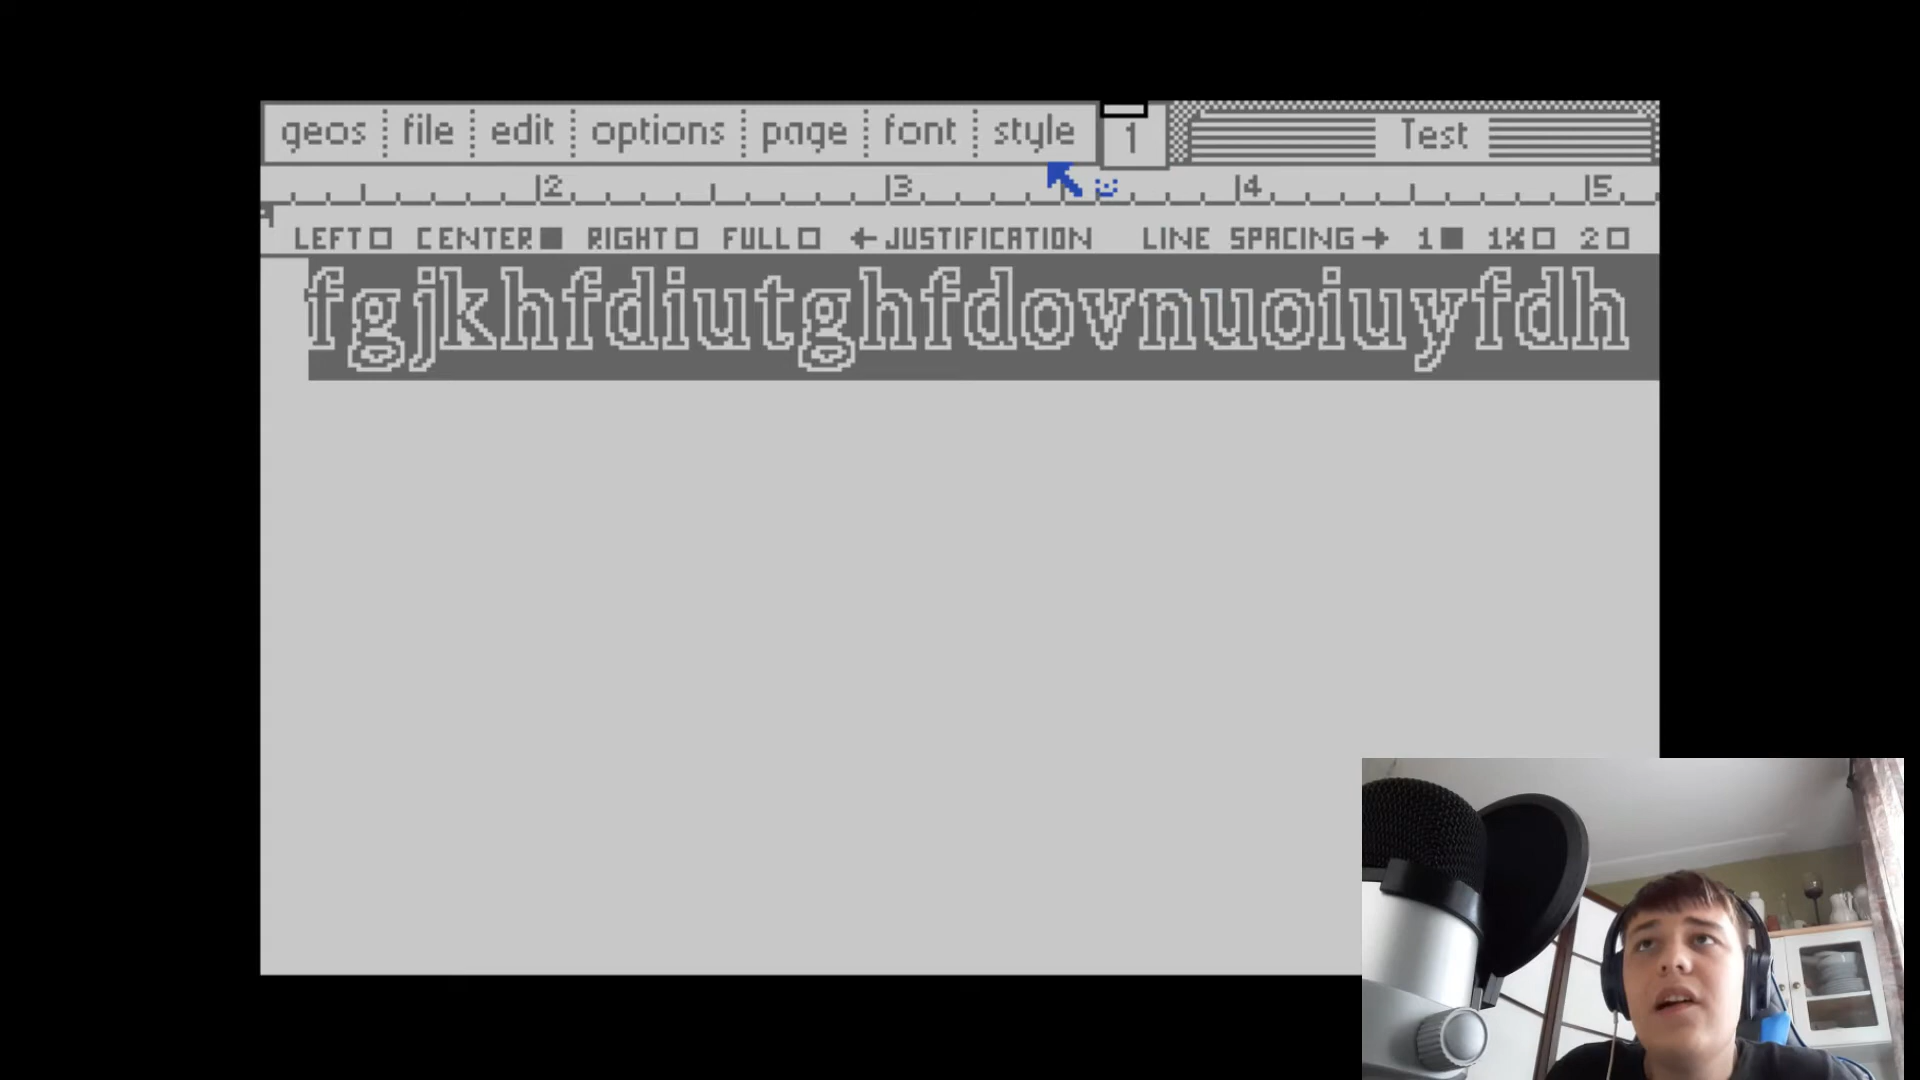 geos file edit options page font style 1 Test
2 3 4 5
LEFT CENTER RIGHT FULL ←JUSTIFICATION LINE SPACING→ 1 1½ 2
fgjkhfdiutghfdovnuoiuyfdh